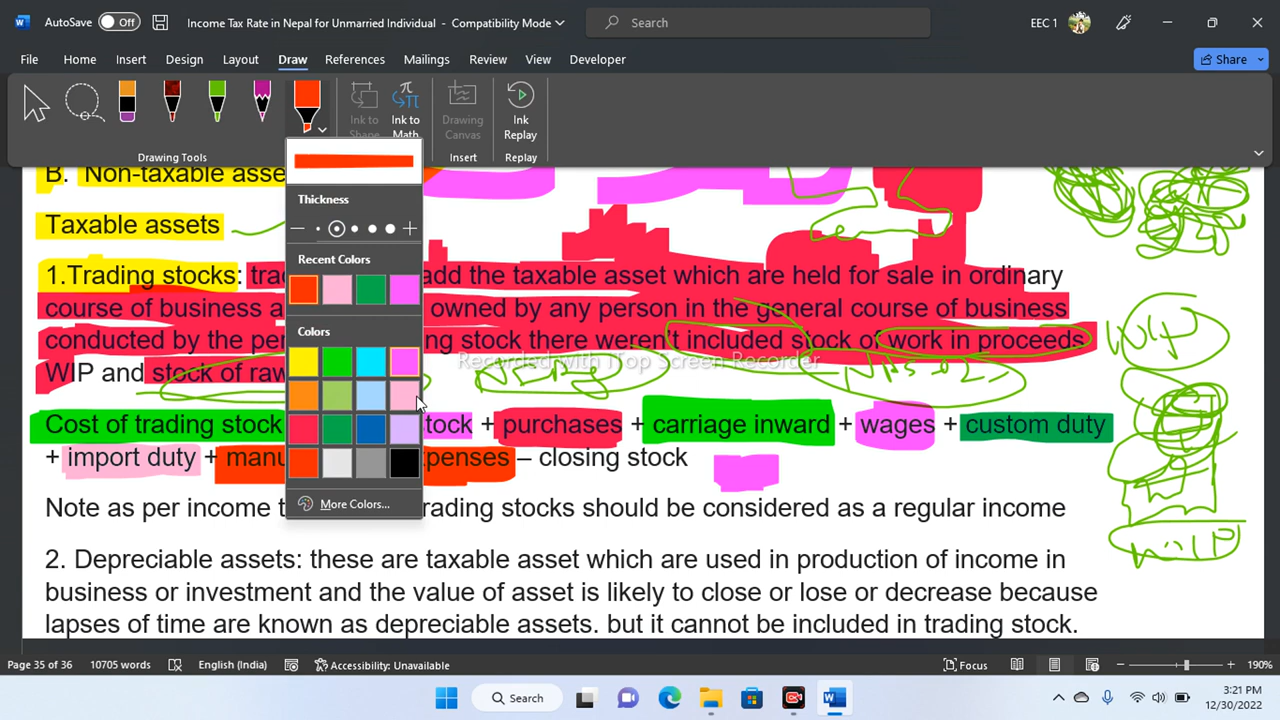 AutoSave Off Income Tax Rate in Nepal for Unmarried Individual - Compatibility Mode Search EEC 1
File Home Insert Design Layout Draw References Mailings Review View Developer Share
Ink to Shape Ink to Math Drawing Canvas Ink Replay
Drawing Tools Insert Replay
B. Non-taxable asse
Thickness
Taxable assets
Recent Colors
1.Trading stocks: tra add the taxable asset which are held for sale in ordinary
course of business a owned by any person in the general course of business
Colors
conducted by the pe ng stock there weren't included stock of work in proceeds
Recorded with iTop Screen Recorder
WIP and stock of raw
WIP
Cost of trading stock stock + purchases + carriage inward + wages + custom duty
+ import duty + manu xpenses – closing stock
More Colors...
Note as per income t rading stocks should be considered as a regular income
2. Depreciable assets: these are taxable asset which are used in production of income in
business or investment and the value of asset is likely to close or lose or decrease because
lapses of time are known as depreciable assets. but it cannot be included in trading stock.
Page 35 of 36 10705 words English (India) Accessibility: Unavailable Focus 190%
Search 3:21 PM
12/30/2022